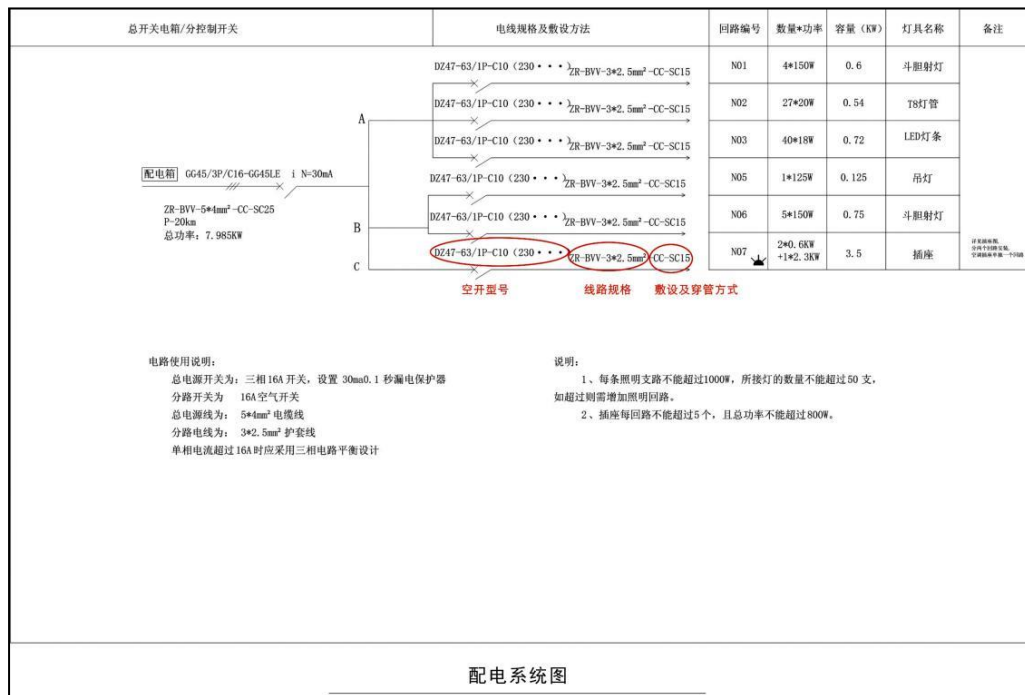 总开关电箱/分控制开关 电线规格及敷设方法 回路编号 数量*功率 容量(KW) 灯具名称 备注
DZ47-63/1P-C10(230···) ZR-BVV-3*2.5mm²-CC-SC15 N01 4*150W 0.6 斗胆射灯
DZ47-63/1P-C10(230···) ZR-BVV-3*2.5mm²-CC-SC15 N02 27*20W 0.54 T8灯管
A
DZ47-63/1P-C10(230···) ZR-BVV-3*2.5mm²-CC-SC15 N03 40*18W 0.72 LED灯条
配电箱 GG45/3P/C16-GG45LE i N=30mA
DZ47-63/1P-C10(230···) ZR-BVV-3*2.5mm²-CC-SC15 N05 1*125W 0.125 吊灯
ZR-BVV-5*4mm²-CC-SC25
P-20km
总功率: 7.985KW
DZ47-63/1P-C10(230···) ZR-BVV-3*2.5mm²-CC-SC15 N06 5*150W 0.75 斗胆射灯
B
DZ47-63/1P-C10(230···) ZR-BVV-3*2.5mm²-CC-SC15 N07 2*0.6KW
+1*2.3KW 3.5 插座
C
空开型号 线路规格 敷设及穿管方式
电路使用说明:
总电源开关为: 三相16A开关, 设置 30ma0.1 秒漏电保护器
分路开关为 16A空气开关
总电源线为: 5*4mm² 电缆线
分路电线为: 3*2.5mm² 护套线
单相电流超过16A时应采用三相电路平衡设计
说明:
1、每条照明支路不能超过1000W, 所接灯的数量不能超过50 支,
如超过则需增加照明回路。
2、插座每回路不能超过5个, 且总功率不能超过800W。
配电系统图